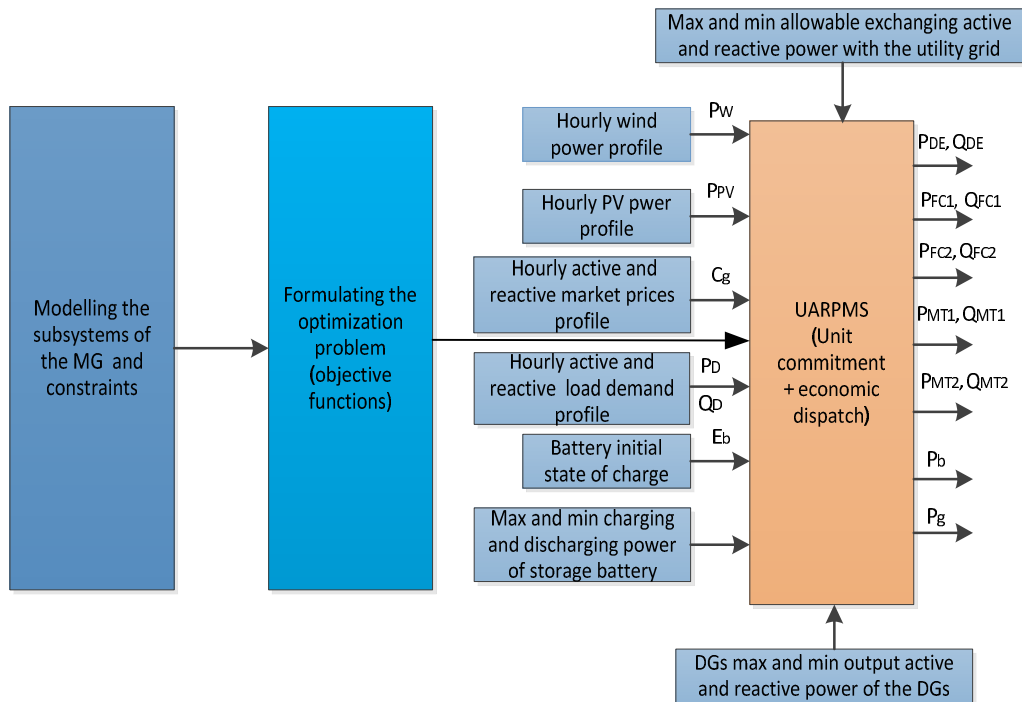 Max and min allowable exchanging active
and reactive power with the utility grid
Modelling the
subsystems of
the MG and
constraints
Formulating the
optimization
problem
(objective
functions)
Hourly wind
power profile
PW
Hourly PV pwer
profile
PPV
Hourly active and
reactive market prices
profile
Cg
Hourly active and
reactive load demand
profile
PD
QD
Battery initial
state of charge
Eb
Max and min charging
and discharging power
of storage battery
UARPMS
(Unit
commitment
+ economic
dispatch)
PDE, QDE
PFC1, QFC1
PFC2, QFC2
PMT1, QMT1
PMT2, QMT2
Pb
Pg
DGs max and min output active
and reactive power of the DGs